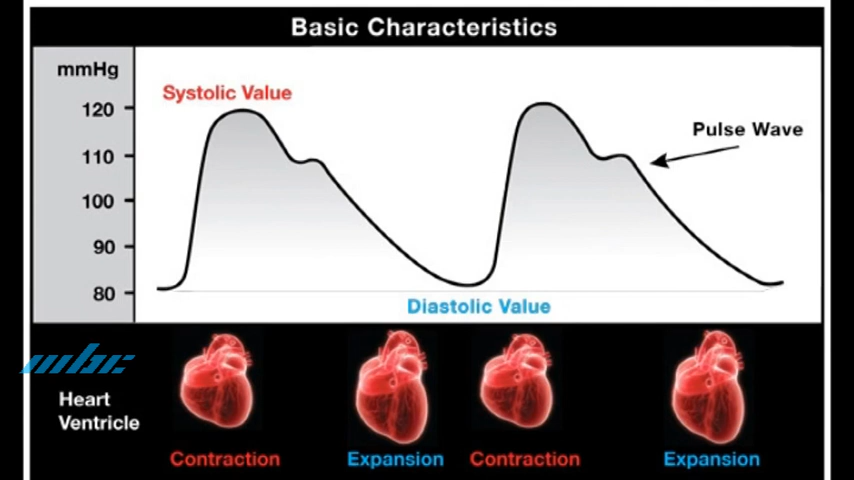 Basic Characteristics
mmHg
Systolic Value
120
Pulse Wave
110
100
90
80
Diastolic Value
mbc
Heart
Ventricle
Contraction Expansion Contraction Expansion